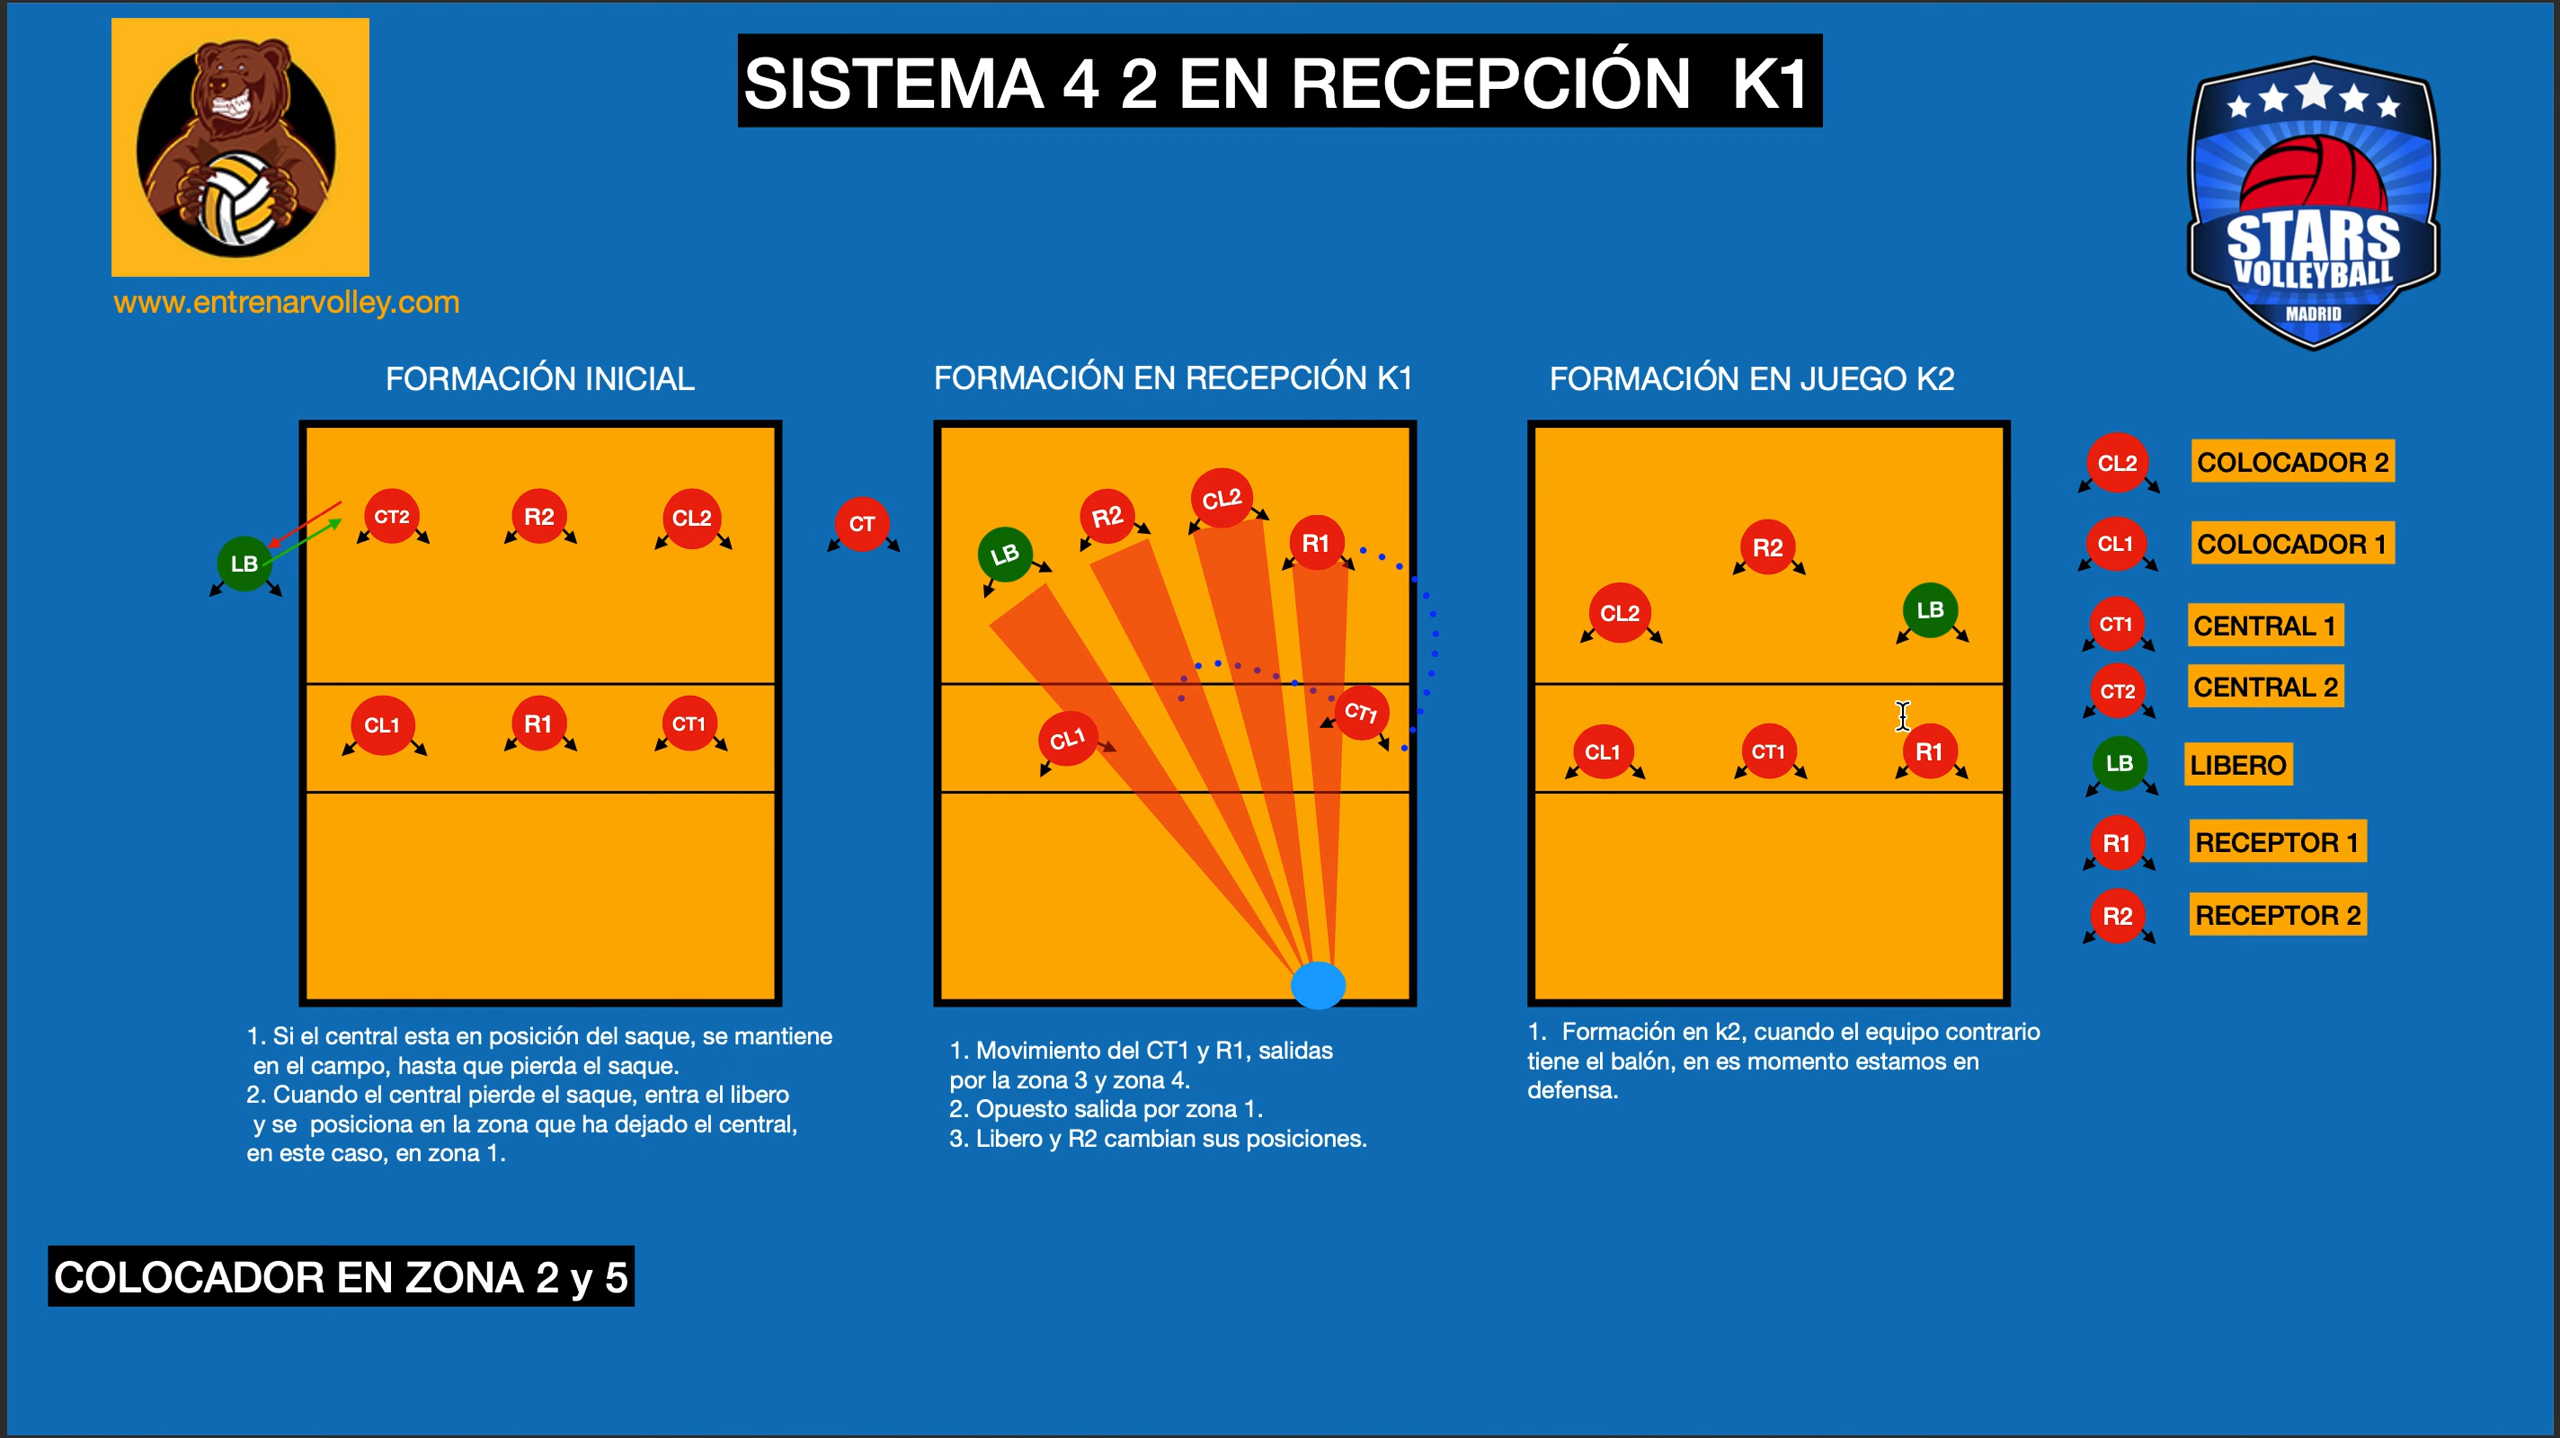 SISTEMA 4 2 EN RECEPCIÓN K1
www.entrenarvolley.com
STARS
VOLLEYBALL
MADRID
FORMACIÓN INICIAL
CT2 R2 CL2
LB
CL1 R1 CT1
1. Si el central esta en posición del saque, se mantiene
en el campo, hasta que pierda el saque.
2. Cuando el central pierde el saque, entra el libero
y se posiciona en la zona que ha dejado el central,
en este caso, en zona 1.
CT
FORMACIÓN EN RECEPCIÓN K1
LB R2 CL2 R1
CL1 CT1
1. Movimiento del CT1 y R1, salidas
por la zona 3 y zona 4.
2. Opuesto salida por zona 1.
3. Libero y R2 cambian sus posiciones.
FORMACIÓN EN JUEGO K2
R2
CL2 LB
CL1 CT1 R1
1. Formación en k2, cuando el equipo contrario
tiene el balón, en es momento estamos en
defensa.
CL2 COLOCADOR 2
CL1 COLOCADOR 1
CT1 CENTRAL 1
CT2 CENTRAL 2
LB LIBERO
R1 RECEPTOR 1
R2 RECEPTOR 2
COLOCADOR EN ZONA 2 y 5